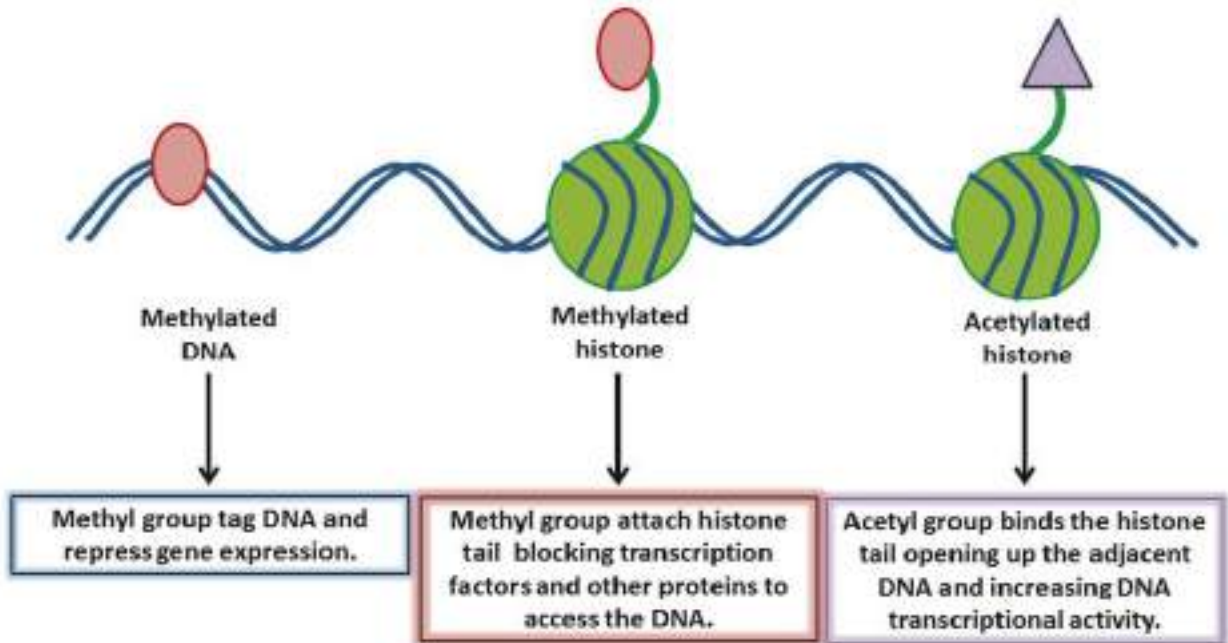 Methylated
DNA
Methylated
histone
Acetylated
histone
Methyl group tag DNA and
repress gene expression.
Methyl group attach histone
tail blocking transcription
factors and other proteins to
access the DNA.
Acetyl group binds the histone
tail opening up the adjacent
DNA and increasing DNA
transcriptional activity.